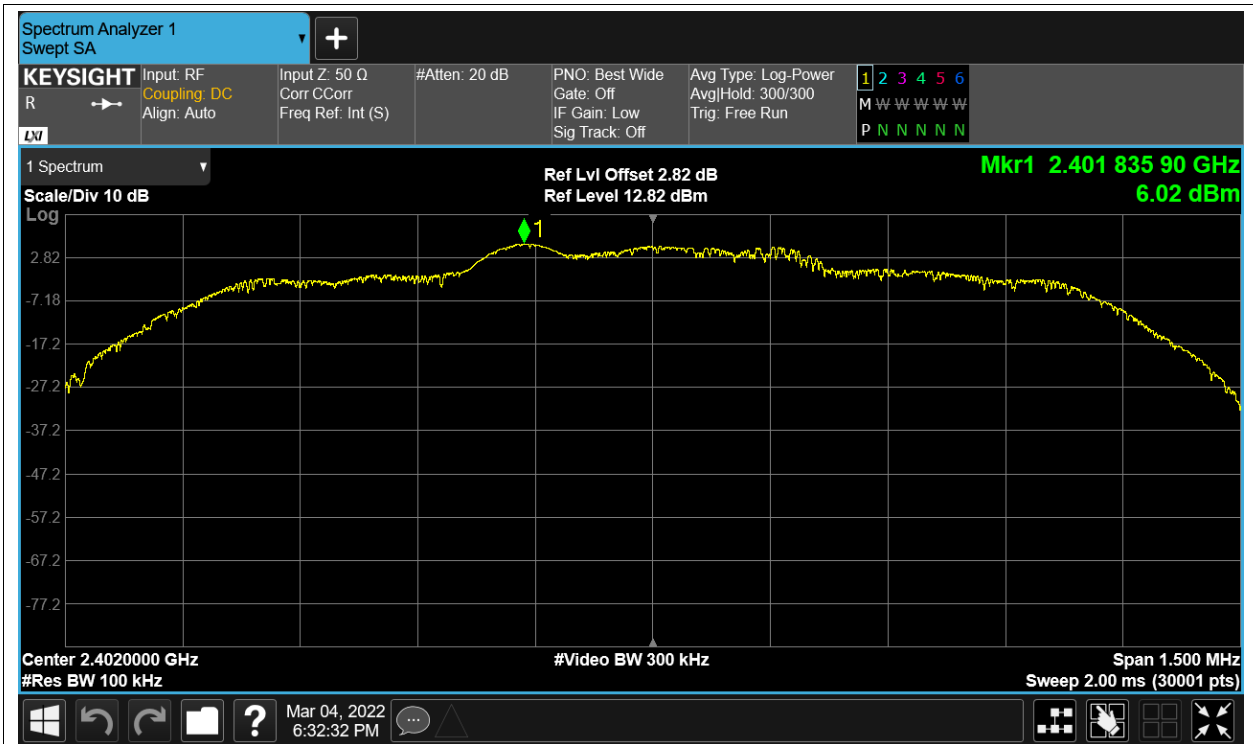 Spectrum Analyzer 1
Swept SA
KEYSIGHT
R
LXI
Input: RF
Coupling: DC
Align: Auto
Input Z: 50 Ω
Corr CCorr
Freq Ref: Int (S)
#Atten: 20 dB
PNO: Best Wide
Gate: Off
IF Gain: Low
Sig Track: Off
Avg Type: Log-Power
Avg|Hold: 300/300
Trig: Free Run
1 2 3 4 5 6
M W W W W W
P N N N N N
1 Spectrum
Scale/Div 10 dB
Log
Ref Lvl Offset 2.82 dB
Ref Level 12.82 dBm
Mkr1 2.401 835 90 GHz
6.02 dBm
1
2.82
-7.18
-17.2
-27.2
-37.2
-47.2
-57.2
-67.2
-77.2
Center 2.4020000 GHz
#Video BW 300 kHz
Span 1.500 MHz
#Res BW 100 kHz
Sweep 2.00 ms (30001 pts)
?
Mar 04, 2022
6:32:32 PM